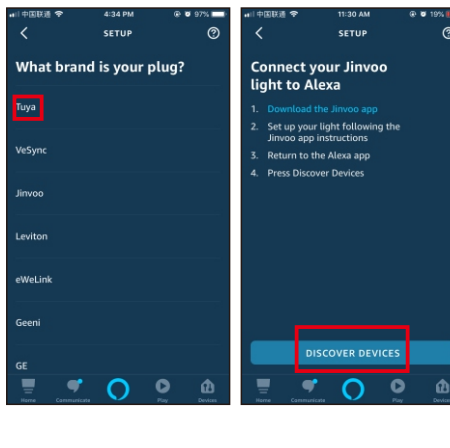 中国联通 4:34 PM 97%
SETUP
What brand is your plug?
Tuya
VeSync
Jinvoo
Leviton
eWeLink
Geeni
GE
Home Communicate Play Devices
中国联通 11:30 AM 19%
SETUP
Connect your Jinvoo
light to Alexa
1. Download the Jinvoo app
2. Set up your light following the
Jinvoo app instructions
3. Return to the Alexa app
4. Press Discover Devices
DISCOVER DEVICES
Home Communicate Play Devices